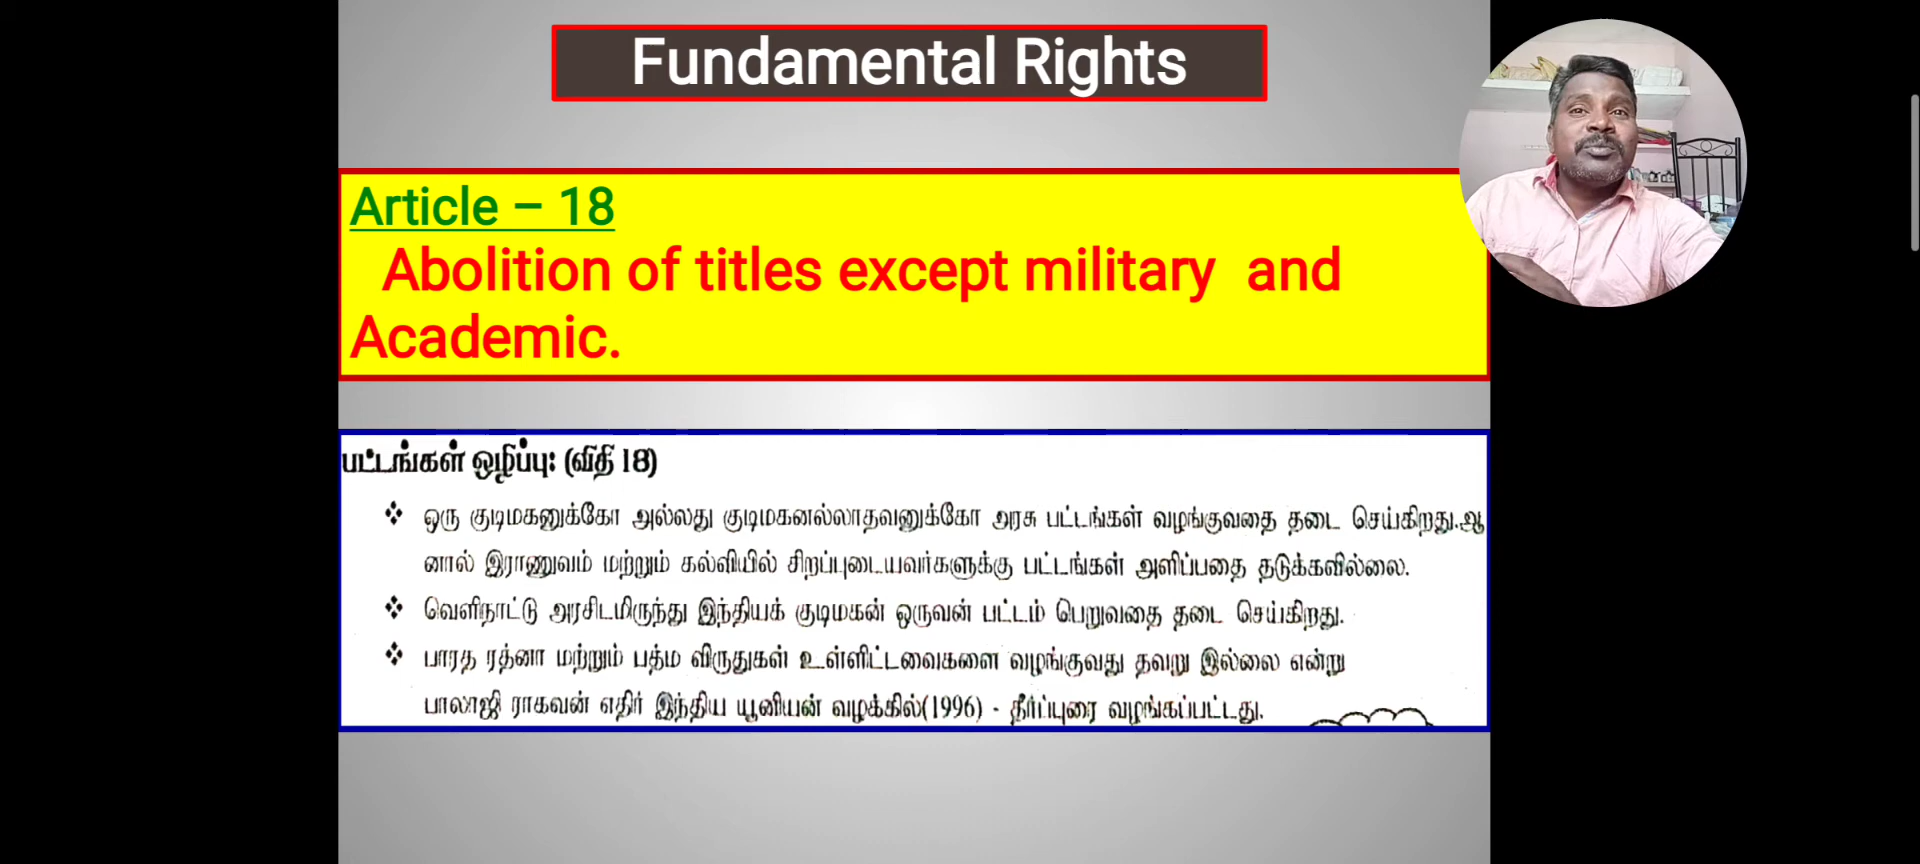 Fundamental Rights
Article – 18
Abolition of titles except military and
Academic.
பட்டங்கள் ஒழிப்பு: (விதி 18)
❖ ஒரு குடிமகனுக்கோ அல்லது குடிமகனல்லாதவனுக்கோ அரசு பட்டங்கள் வழங்குவதை தடை செய்கிறது.ஆ
னால் இராணுவம் மற்றும் கல்வியில் சிறப்புடையவர்களுக்கு பட்டங்கள் அளிப்பதை தடுக்கவில்லை.
❖ வெளிநாட்டு அரசிடமிருந்து இந்தியக் குடிமகன் ஒருவன் பட்டம் பெறுவதை தடை செய்கிறது.
❖ பாரத ரத்னா மற்றும் பத்ம விருதுகள் உள்ளிட்டவைகளை வழங்குவது தவறு இல்லை என்று
பாலாஜி ராகவன் எதிர் இந்திய யூனியன் வழக்கில்(1996) - தீர்ப்புரை வழங்கப்பட்டது.